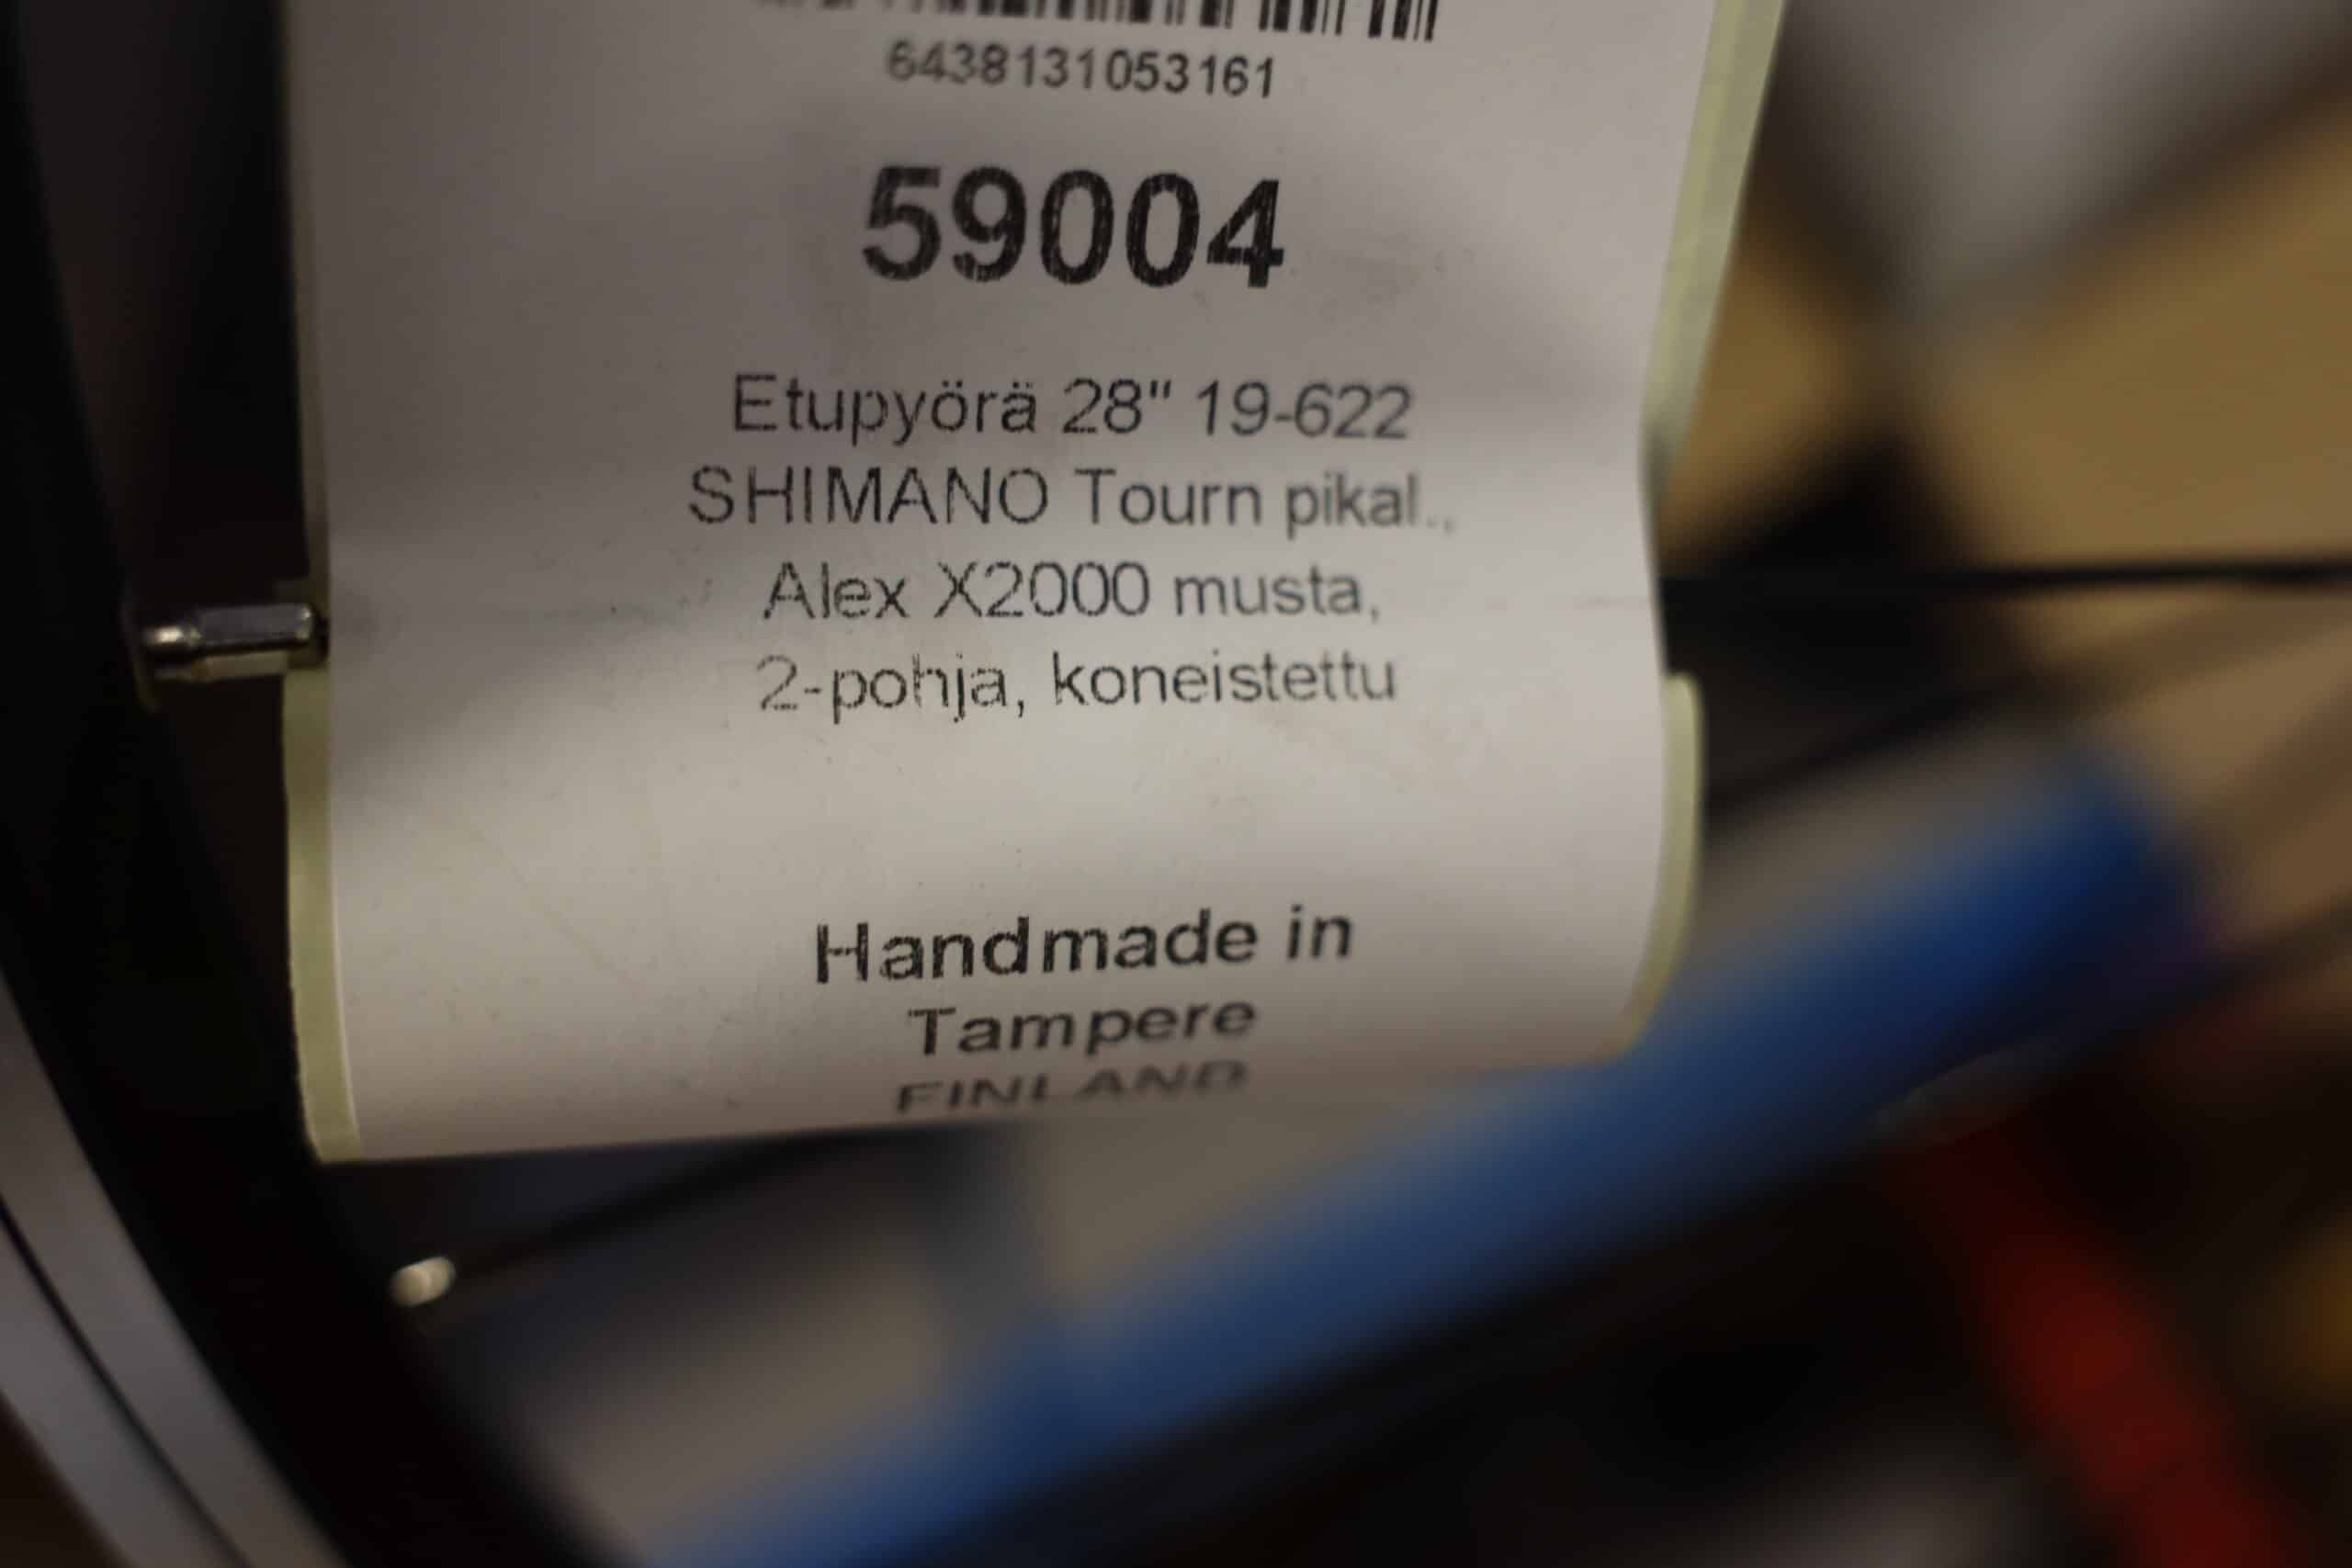 6438131053161
59004
Etupyörä 28" 19-622
SHIMANO Tourn pikal.,
Alex X2000 musta,
2-pohja, koneistettu
Handmade in
Tampere
FINLAND